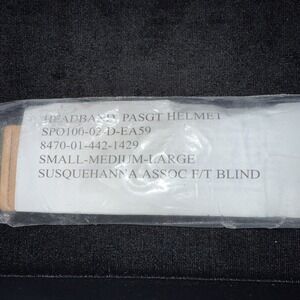 HEADBAND, PASGT HELMET
SPO100-02-D-EA59
8470-01-442-1429
SMALL-MEDIUM-LARGE
SUSQUEHANNA ASSOC F/T BLIND